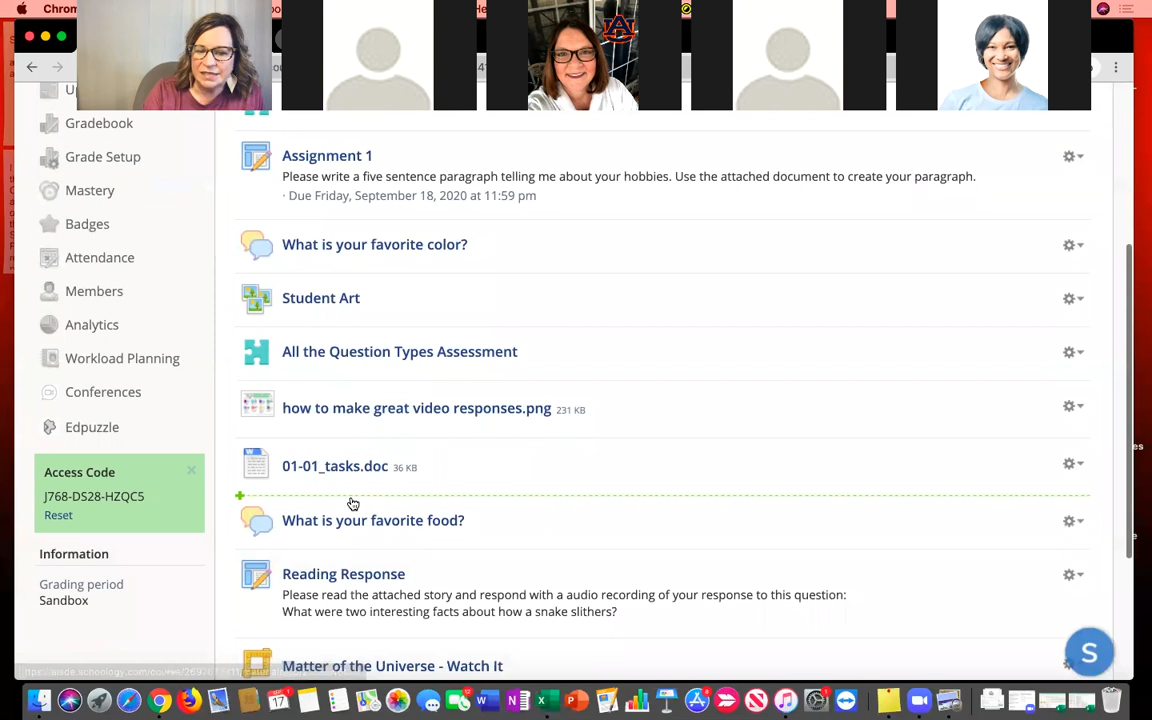 Chrom
Up
Gradebook
Grade Setup
Mastery
Badges
Attendance
Members
Analytics
Workload Planning
Conferences
Edpuzzle
Access Code
J768-DS28-HZQC5
Reset
Information
Grading period
Sandbox
Assignment 1
Please write a five sentence paragraph telling me about your hobbies. Use the attached document to create your paragraph.
· Due Friday, September 18, 2020 at 11:59 pm
What is your favorite color?
Student Art
All the Question Types Assessment
how to make great video responses.png 231 KB
01-01_tasks.doc 36 KB
What is your favorite food?
Reading Response
Please read the attached story and respond with a audio recording of your response to this question:
What were two interesting facts about how a snake slithers?
Matter of the Universe - Watch It
S